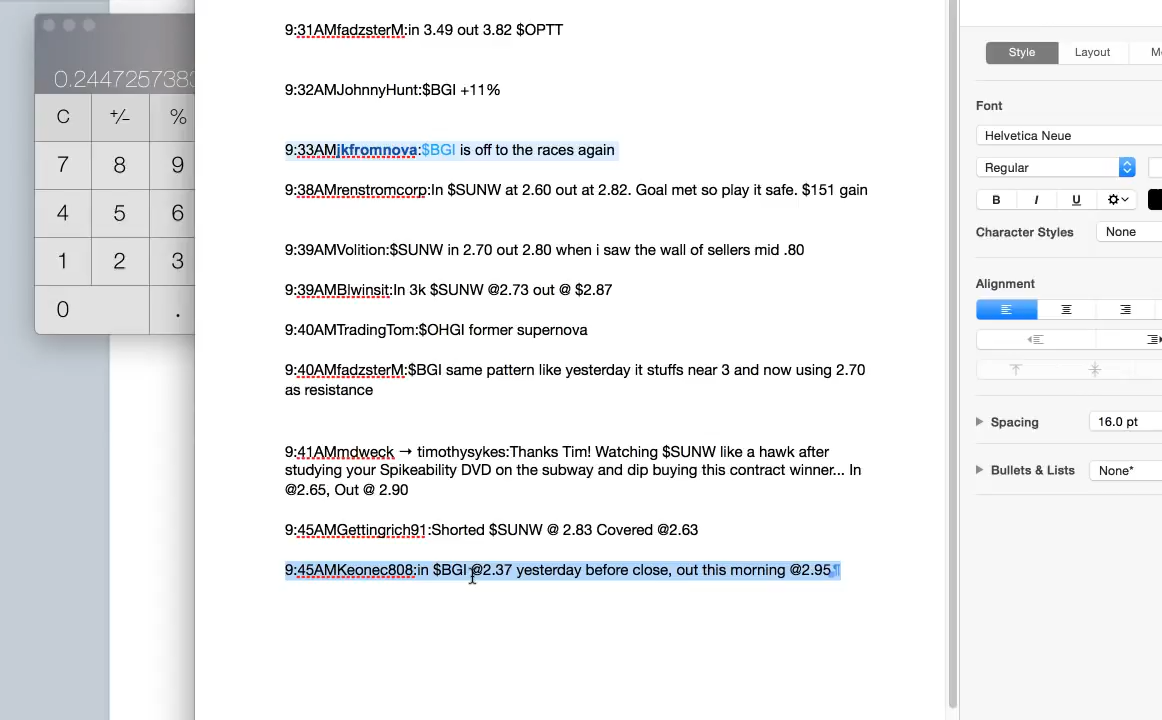 9:31AMfadzsterM:in 3.49 out 3.82 $OPTT
9:32AMJohnnyHunt:$BGI +11%
9:33AMjkfromnova:$BGI is off to the races again
9:38AMrenstromcorp:In $SUNW at 2.60 out at 2.82. Goal met so play it safe. $151 gain
9:39AMVolition:$SUNW in 2.70 out 2.80 when i saw the wall of sellers mid .80
9:39AMBlwinsit:In 3k $SUNW @2.73 out @ $2.87
9:40AMTradingTom:$OHGI former supernova
9:40AMfadzsterM:$BGI same pattern like yesterday it stuffs near 3 and now using 2.70
as resistance
9:41AMmdweck → timothysykes:Thanks Tim! Watching $SUNW like a hawk after
studying your Spikeability DVD on the subway and dip buying this contract winner... In
@2.65, Out @ 2.90
9:45AMGettingrich91:Shorted $SUNW @ 2.83 Covered @2.63
9:45AMKeonec808:in $BGI @2.37 yesterday before close, out this morning @2.95¶
0.2447257383
C +/− %
7 8 9
4 5 6
1 2 3
0 .
Style Layout
Font
Helvetica Neue
Regular
B I U
Character Styles None
Alignment
Spacing 16.0 pt
Bullets & Lists None*